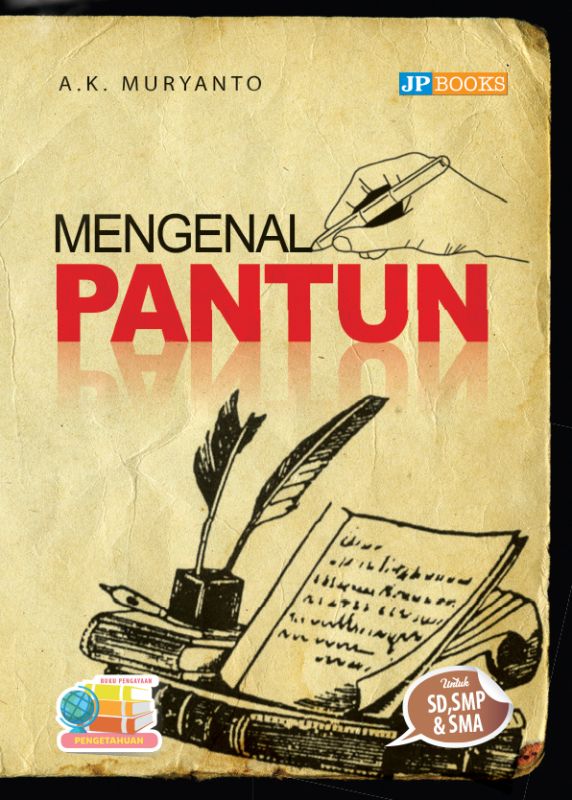 A.K. MURYANTO
JP BOOKS
MENGENAL
PANTUN
BUKU PENGAYAAN
PENGETAHUAN
Untuk
SD,SMP
& SMA